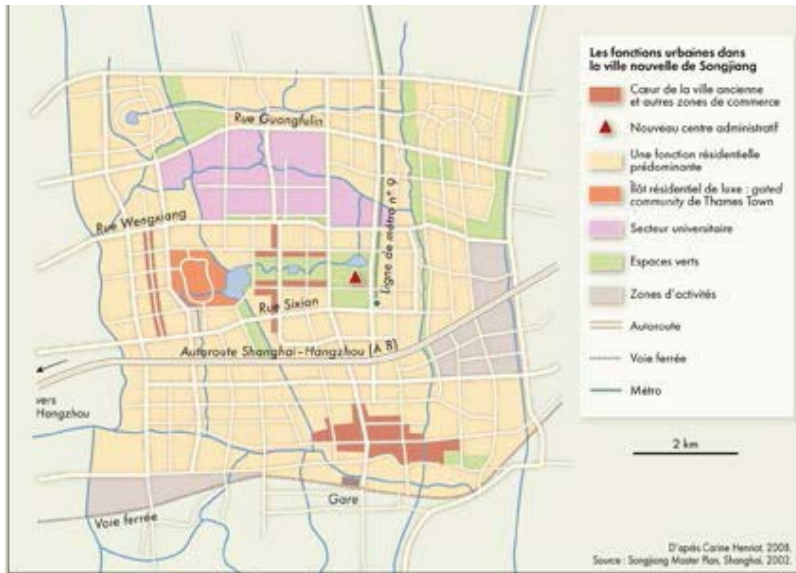 Rue Guangfulin
Rue Wengxiang
Ligne de métro n° 9
Rue Sixian
Autoroute Shanghai-Hangzhou (A 8)
vers
Hangzhou
Gare
Voie ferrée
Les fonctions urbaines dans
la ville nouvelle de Songjiang
Cœur de la ville ancienne
et autres zones de commerce
Nouveau centre administratif
Une fonction résidentielle
prédominante
Îlôt résidentiel de luxe : gated
community de Thames Town
Secteur universitaire
Espaces verts
Zones d'activités
Autoroute
Voie ferrée
Métro
2 km
D'après Carine Henriot, 2008.
Source : Songjiang Master Plan, Shanghai, 2002.